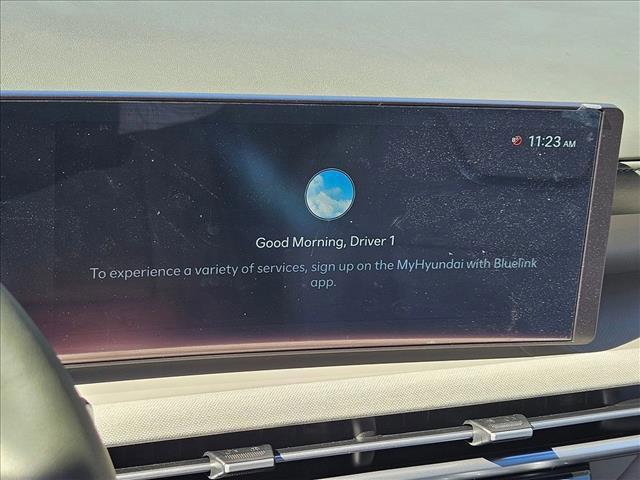 11:23 AM
Good Morning, Driver 1
To experience a variety of services, sign up on the MyHyundai with Bluelink
app.